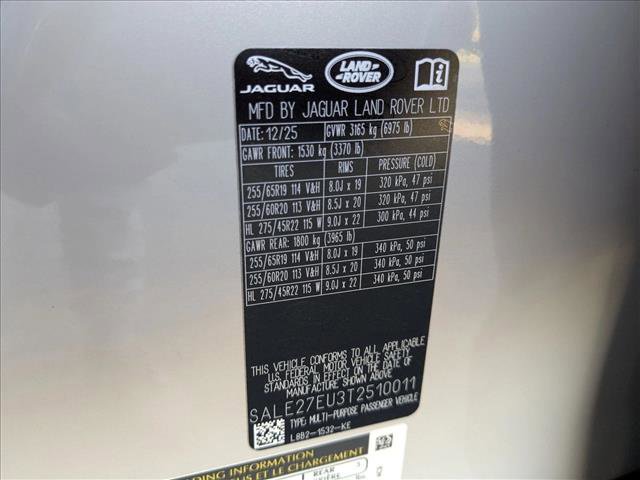 JAGUAR
LAND ROVER
MFD BY JAGUAR LAND ROVER LTD
DATE: 12/25 GVWR 3165 kg (6975 lb)
GAWR FRONT: 1530 kg (3370 lb)
TIRES RIMS PRESSURE (COLD)
255/65R19 114 V&H 8.0J x 19 320 kPa, 47 psi
255/60R20 113 V&H 8.5J x 20 320 kPa, 47 psi
HL 275/45R22 115 W 9.0J x 22 300 kPa, 44 psi
GAWR REAR: 1800 kg (3965 lb)
255/65R19 114 V&H 8.0J x 19 340 kPa, 50 psi
255/60R20 113 V&H 8.5J x 20 340 kPa, 50 psi
HL 275/45R22 115 W 9.0J x 22 340 kPa, 50 psi
THIS VEHICLE CONFORMS TO ALL APPLICABLE
U.S. FEDERAL MOTOR VEHICLE SAFETY
STANDARDS IN EFFECT ON THE DATE OF
MANUFACTURE SHOWN ABOVE.
SALE27EU3T2510011
TYPE: MULTI-PURPOSE PASSENGER VEHICLE
L8B2-1532-KE
DING INFORMATION
REAR